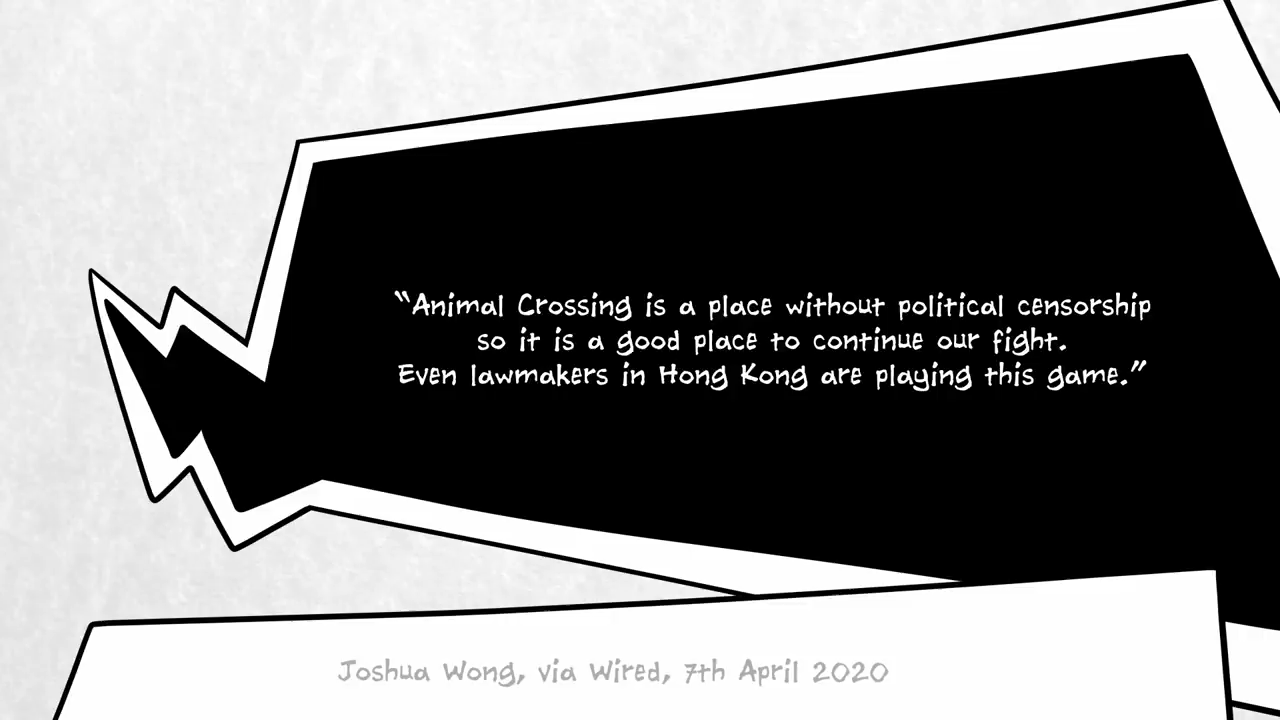 “Animal Crossing is a place without political censorship
so it is a good place to continue our fight.
Even lawmakers in Hong Kong are playing this game.”
Joshua Wong, via Wired, 7th April 2020